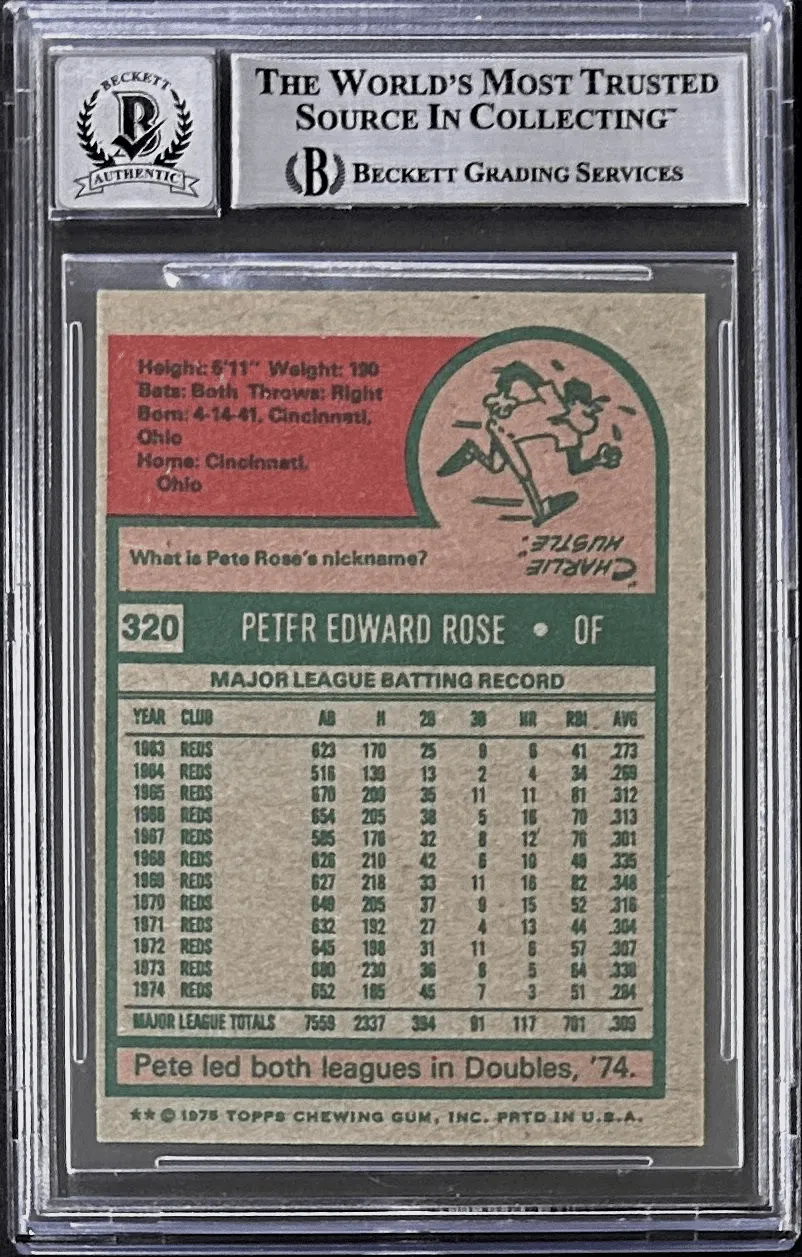 BECKETT
B
AUTHENTIC
THE WORLD'S MOST TRUSTED
SOURCE IN COLLECTING™
B BECKETT GRADING SERVICES
Height: 5'11" Weight: 190
Bats: Both Throws: Right
Born: 4-14-41, Cincinnati,
Ohio
Home: Cincinnati,
Ohio
What is Pete Rose's nickname?
"CHARLIE
HUSTLE."
320 PETER EDWARD ROSE • OF
MAJOR LEAGUE BATTING RECORD
YEAR CLUB AB H 2B 3B HR RBI AVG
1963 REDS 623 170 25 9 6 41 .273
1964 REDS 516 139 13 2 4 34 .269
1965 REDS 670 209 35 11 11 81 .312
1966 REDS 654 205 38 5 16 70 .313
1967 REDS 585 176 32 8 12 76 .301
1968 REDS 626 210 42 6 10 49 .335
1969 REDS 627 218 33 11 16 82 .348
1970 REDS 649 205 37 9 15 52 .316
1971 REDS 632 192 27 4 13 44 .304
1972 REDS 645 198 31 11 6 57 .307
1973 REDS 680 230 36 8 5 64 .338
1974 REDS 652 185 45 7 3 51 .284
MAJOR LEAGUE TOTALS 7559 2337 394 91 117 701 .309
Pete led both leagues in Doubles, '74.
** © 1975 TOPPS CHEWING GUM, INC. PRTD IN U.S.A.